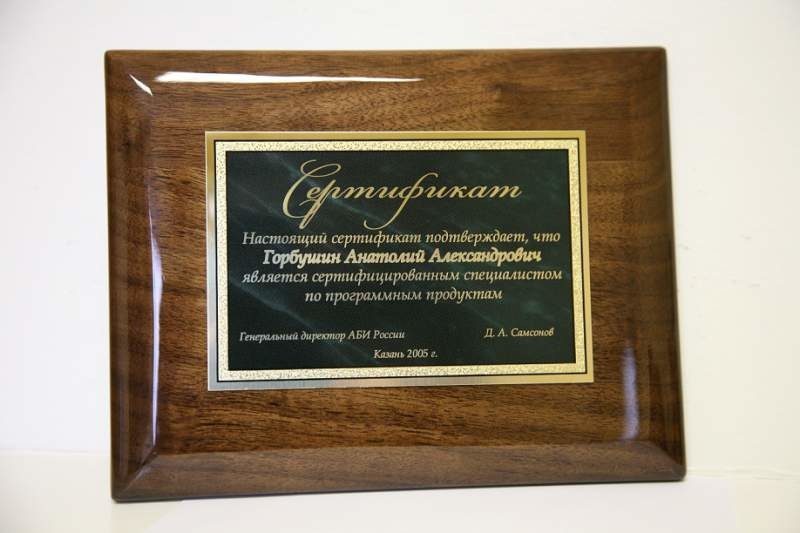 Сертификат
Настоящий сертификат подтверждает, что
Горбушин Анатолий Александрович
является сертифицированным специалистом
по программным продуктам
Генеральный директор АБИ России Д. А. Самсонов
Казань 2005 г.